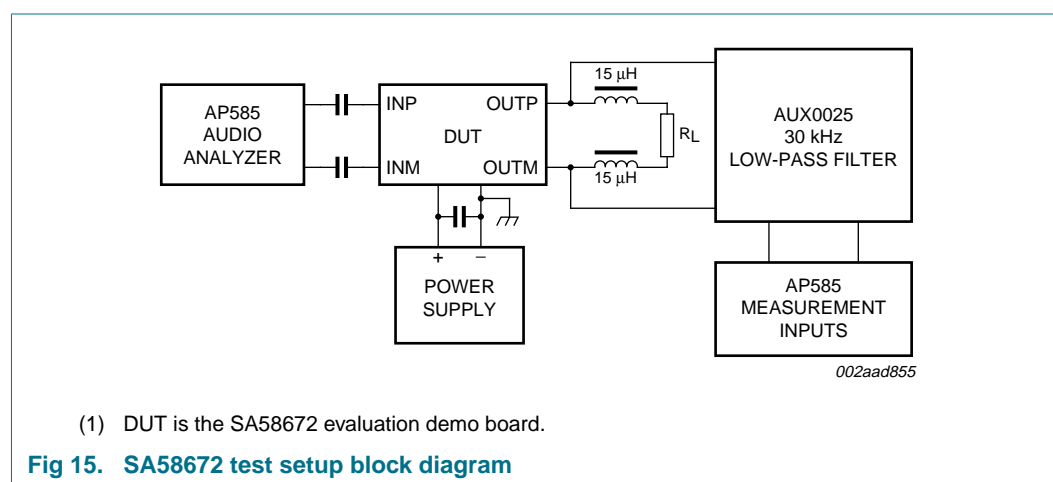 AP585
AUDIO
ANALYZER
INP
INM
DUT
OUTP
OUTM
15 μH
15 μH
RL
AUX0025
30 kHz
LOW-PASS FILTER
+
−
POWER
SUPPLY
AP585
MEASUREMENT
INPUTS
002aad855
(1) DUT is the SA58672 evaluation demo board.
Fig 15. SA58672 test setup block diagram